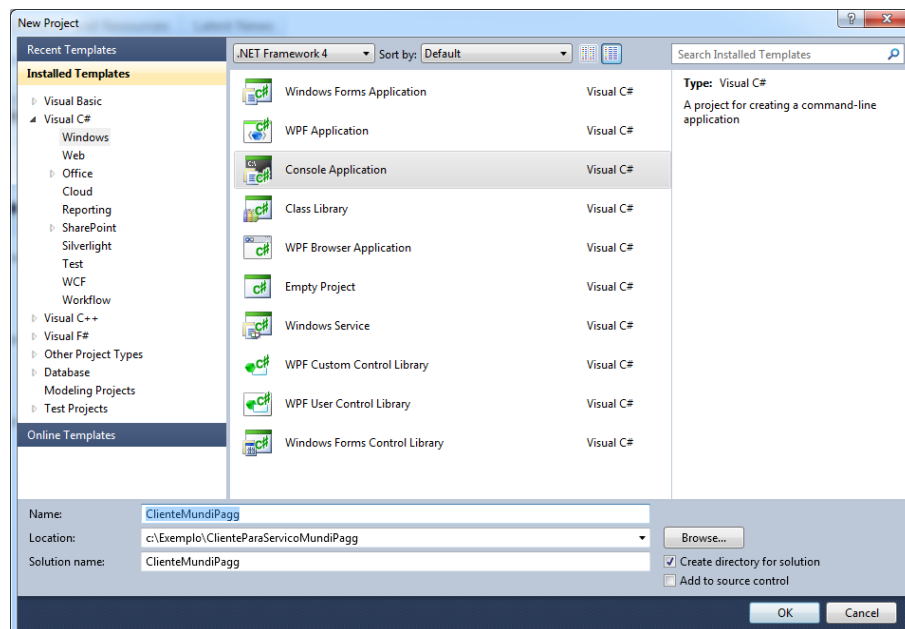 New Project
Recent Templates
Installed Templates
Visual Basic
Visual C#
Windows
Web
Office
Cloud
Reporting
SharePoint
Silverlight
Test
WCF
Workflow
Visual C++
Visual F#
Other Project Types
Database
Modeling Projects
Test Projects
Online Templates
.NET Framework 4 Sort by: Default
Windows Forms Application Visual C#
WPF Application Visual C#
Console Application Visual C#
Class Library Visual C#
WPF Browser Application Visual C#
Empty Project Visual C#
Windows Service Visual C#
WPF Custom Control Library Visual C#
WPF User Control Library Visual C#
Windows Forms Control Library Visual C#
Search Installed Templates
Type: Visual C#
A project for creating a command-line
application
Name: ClienteMundiPagg
Location: c:\Exemplo\ClienteParaServicoMundiPagg Browse...
Solution name: ClienteMundiPagg
Create directory for solution
Add to source control
OK Cancel